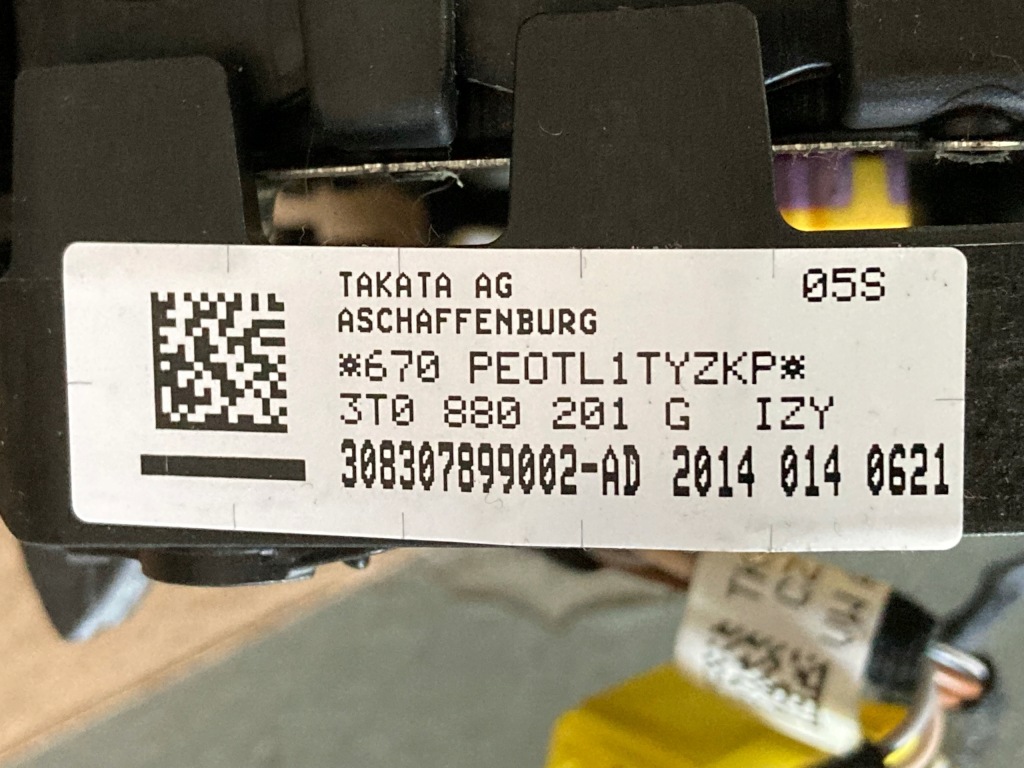 TAKATA AG 05S
ASCHAFFENBURG
*670 PEOTL1TYZKP*
3T0 880 201 G IZY
308307899002-AD 2014 014 0621